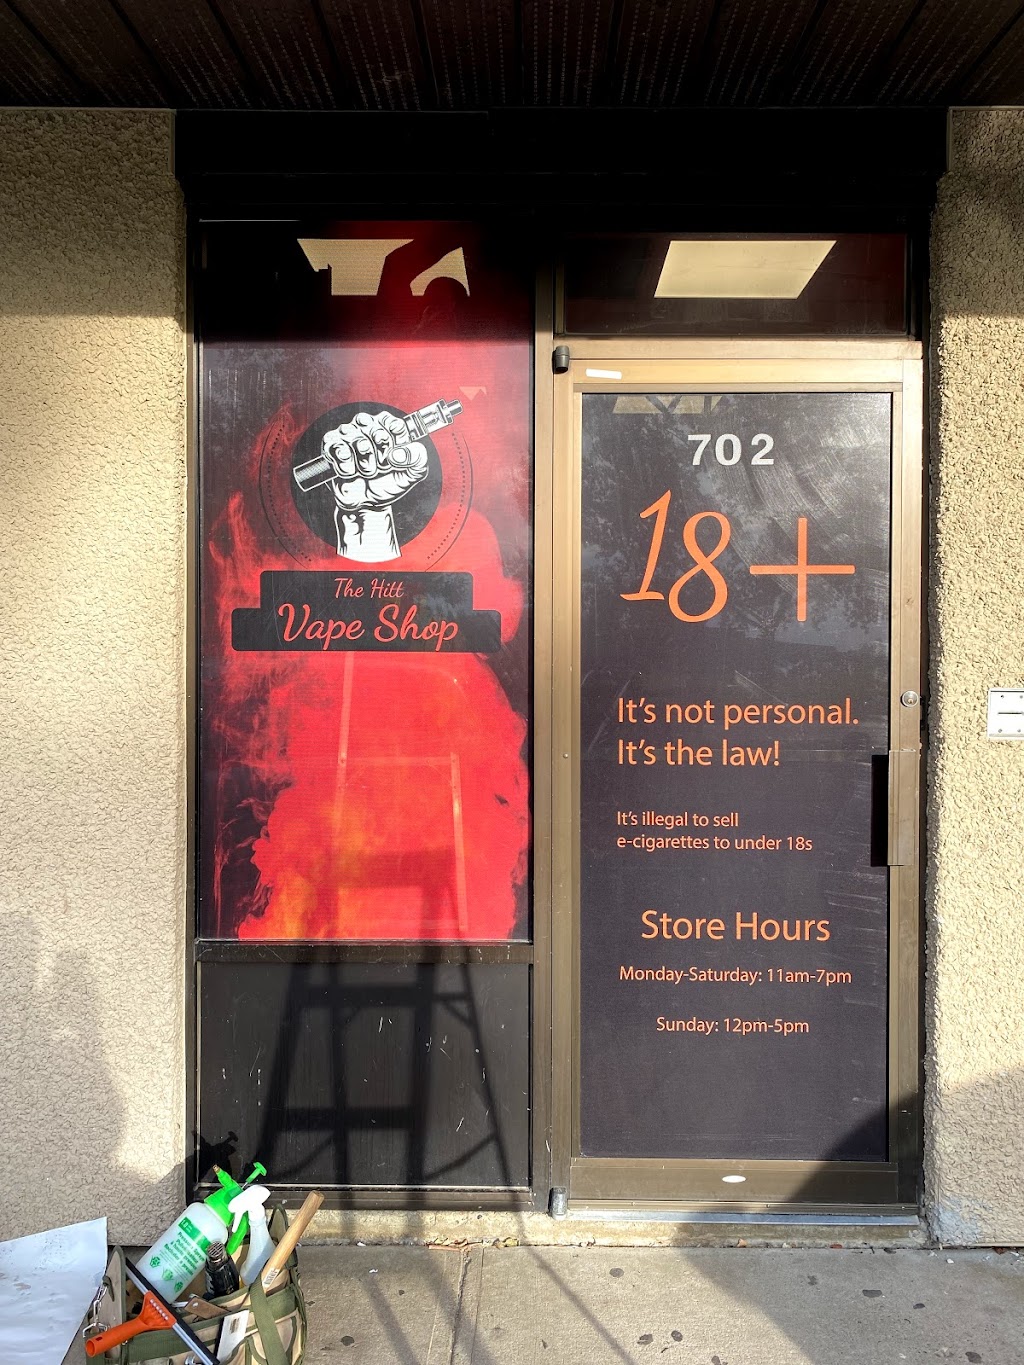 The Hitt
Vape Shop
702
18+
It's not personal.
It's the law!
It's illegal to sell
e-cigarettes to under 18s
Store Hours
Monday-Saturday: 11am-7pm
Sunday: 12pm-5pm